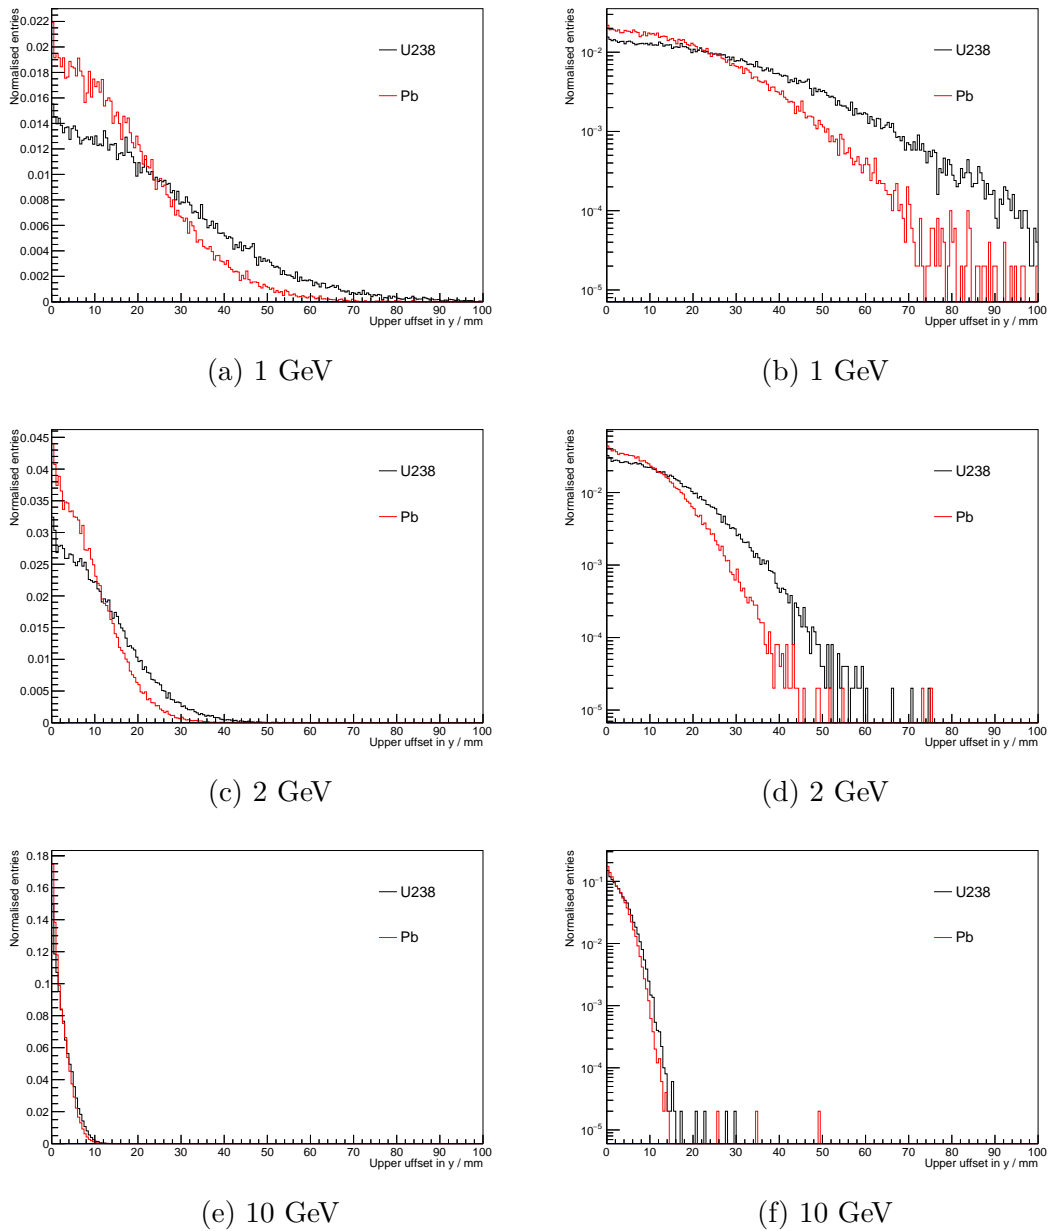 Normalised entries
0.022
0.02
0.018
0.016
0.014
0.012
0.01
0.008
0.006
0.004
0.002
0
U238
Pb
0 10 20 30 40 50 60 70 80 90 100
Upper uffset in y / mm
(a) 1 GeV
Normalised entries
10−2
10−3
10−4
10−5
U238
Pb
0 10 20 30 40 50 60 70 80 90 100
Upper uffset in y / mm
(b) 1 GeV
Normalised entries
0.045
0.04
0.035
0.03
0.025
0.02
0.015
0.01
0.005
0
U238
Pb
0 10 20 30 40 50 60 70 80 90 100
Upper uffset in y / mm
(c) 2 GeV
Normalised entries
10−2
10−3
10−4
10−5
U238
Pb
0 10 20 30 40 50 60 70 80 90 100
Upper uffset in y / mm
(d) 2 GeV
Normalised entries
0.18
0.16
0.14
0.12
0.1
0.08
0.06
0.04
0.02
0
U238
Pb
0 10 20 30 40 50 60 70 80 90 100
Upper uffset in y / mm
(e) 10 GeV
Normalised entries
10−1
10−2
10−3
10−4
10−5
U238
Pb
0 10 20 30 40 50 60 70 80 90 100
Upper uffset in y / mm
(f) 10 GeV